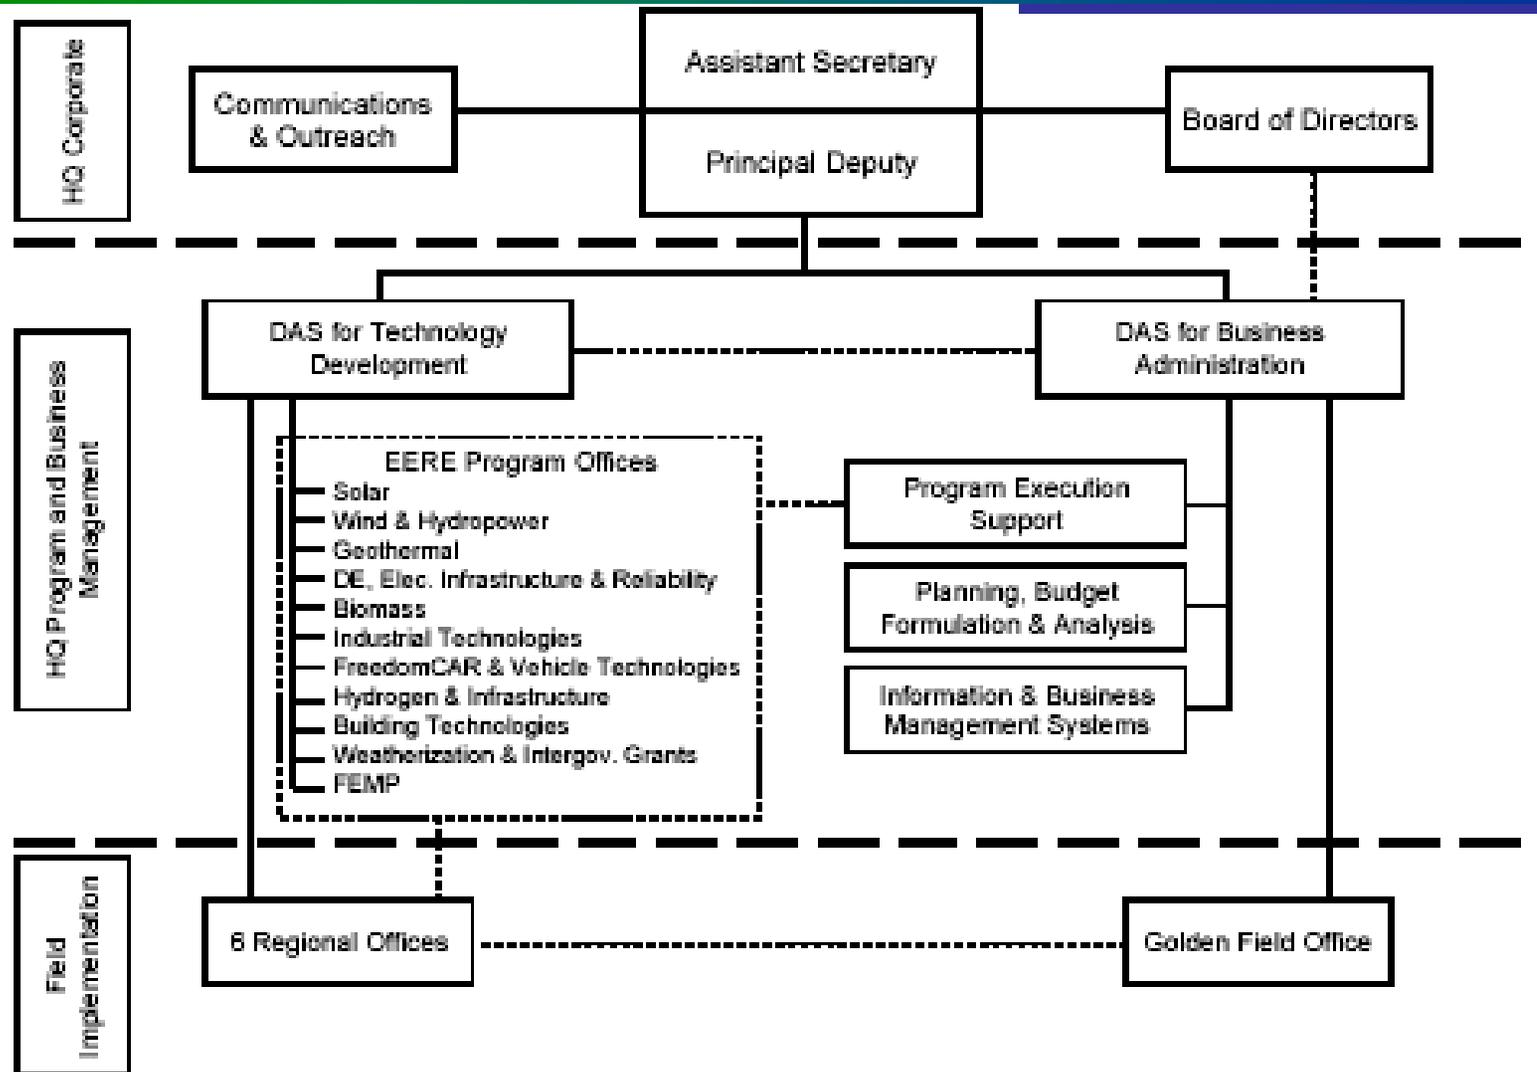 HQ Corporate
Assistant Secretary
Communications
& Outreach
Principal Deputy
Board of Directors
HQ Program and Business
Management
DAS for Technology
Development
DAS for Business
Administration
EERE Program Offices
Solar
Wind & Hydropower
Geothermal
DE, Elec. Infrastructure & Reliability
Biomass
Industrial Technologies
FreedomCAR & Vehicle Technologies
Hydrogen & Infrastructure
Building Technologies
Weatherization & Intergov. Grants
FEMP
Program Execution
Support
Planning, Budget
Formulation & Analysis
Information & Business
Management Systems
Field
Implementation
6 Regional Offices
Golden Field Office